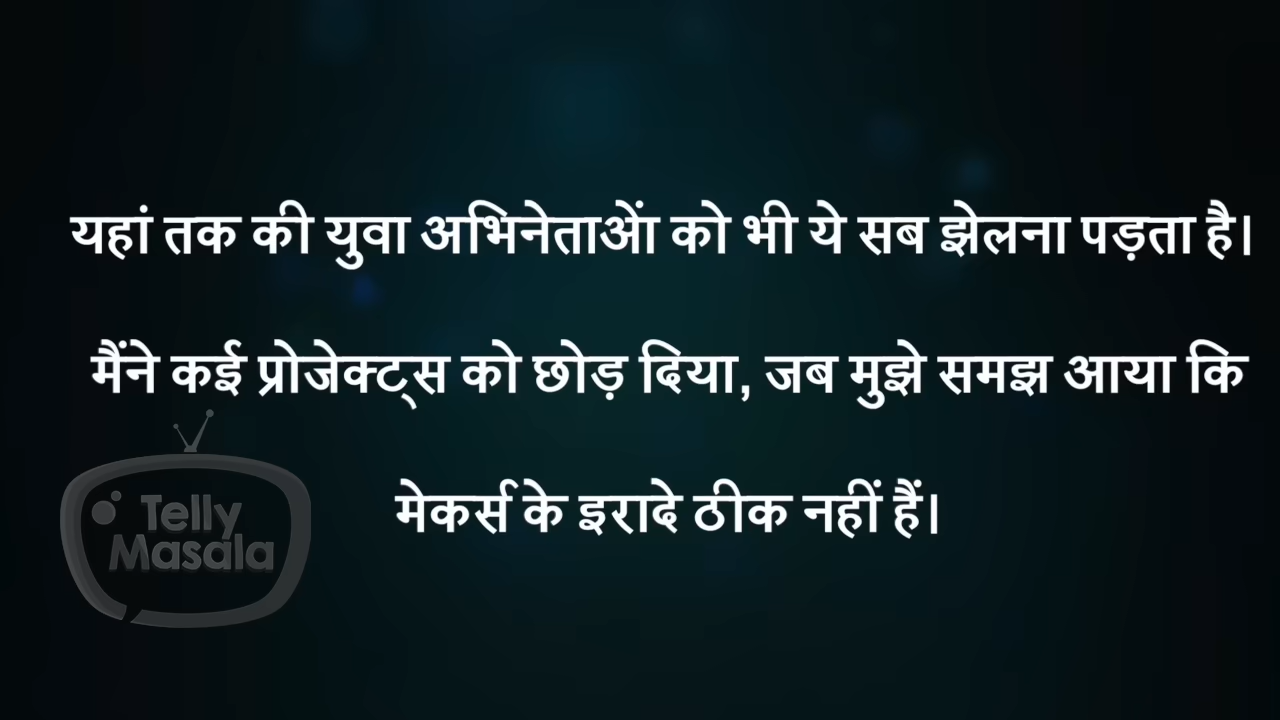 यहां तक की युवा अभिनेताओं को भी ये सब झेलना पड़ता है।
मैंने कई प्रोजेक्ट्स को छोड़ दिया, जब मुझे समझ आया कि
मेकर्स के इरादे ठीक नहीं हैं।
Telly
Masala